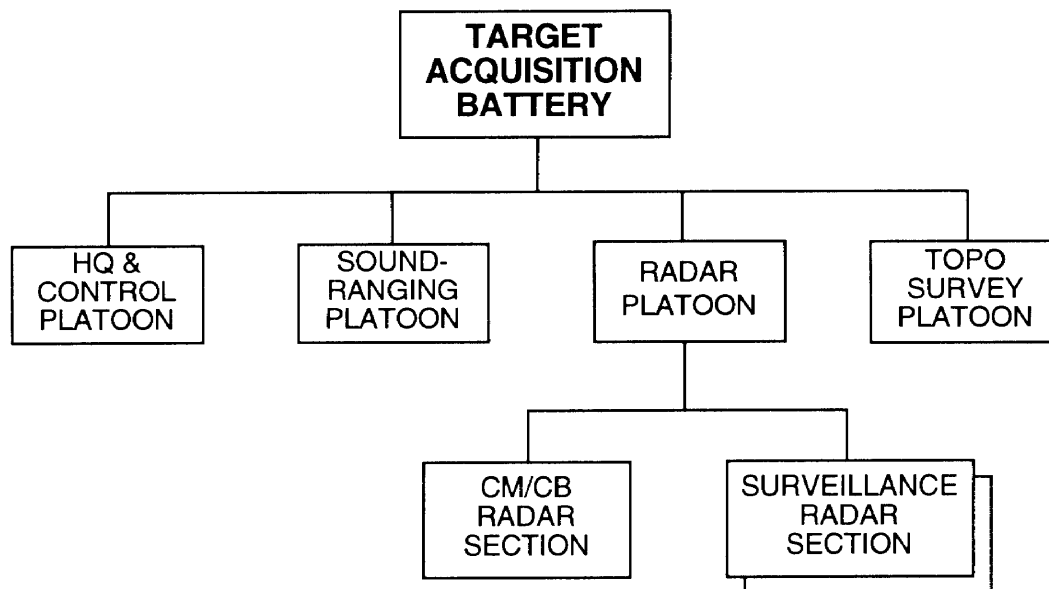 TARGET
ACQUISITION
BATTERY
HQ &
CONTROL
PLATOON
SOUND-
RANGING
PLATOON
RADAR
PLATOON
TOPO
SURVEY
PLATOON
CM/CB
RADAR
SECTION
SURVEILLANCE
RADAR
SECTION